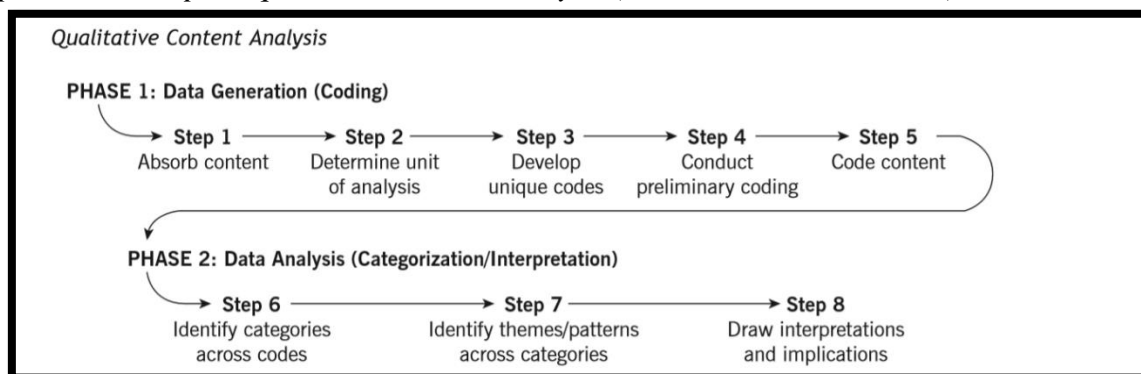 Qualitative Content Analysis
PHASE 1: Data Generation (Coding)
Step 1 Step 2 Step 3 Step 4 Step 5
Absorb content Determine unit Develop Conduct Code content
of analysis unique codes preliminary coding
PHASE 2: Data Analysis (Categorization/Interpretation)
Step 6 Step 7 Step 8
Identify categories Identify themes/patterns Draw interpretations
across codes across categories and implications